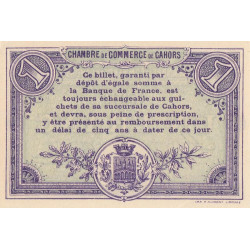 CHAMBRE DE COMMERCE DE CAHORS
Ce billet, garanti par
dépôt d'égale somme à
la Banque de France, est
toujours échangeable aux gui-
chets de sa succursale de Cahors,
et devra, sous peine de prescription,
y être présenté au remboursement dans
un délai de cinq ans à dater de ce jour.
1 1